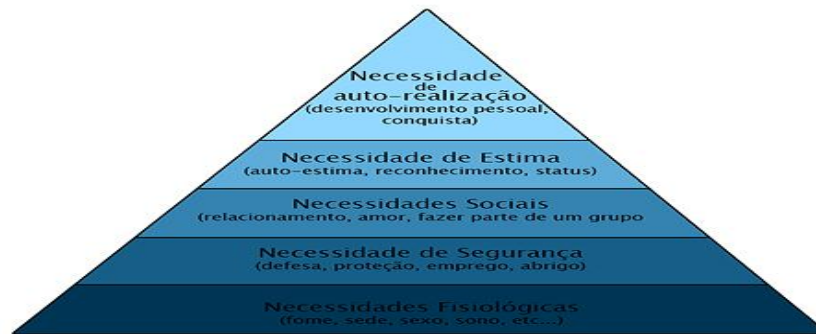 Necessidade
de
auto-realização
(desenvolvimento pessoal,
conquista)
Necessidade de Estima
(auto-estima, reconhecimento, status)
Necessidades Sociais
(relacionamento, amor, fazer parte de um grupo
Necessidade de Segurança
(defesa, proteção, emprego, abrigo)
Necessidades Fisiológicas
(fome, sede, sexo, sono, etc...)